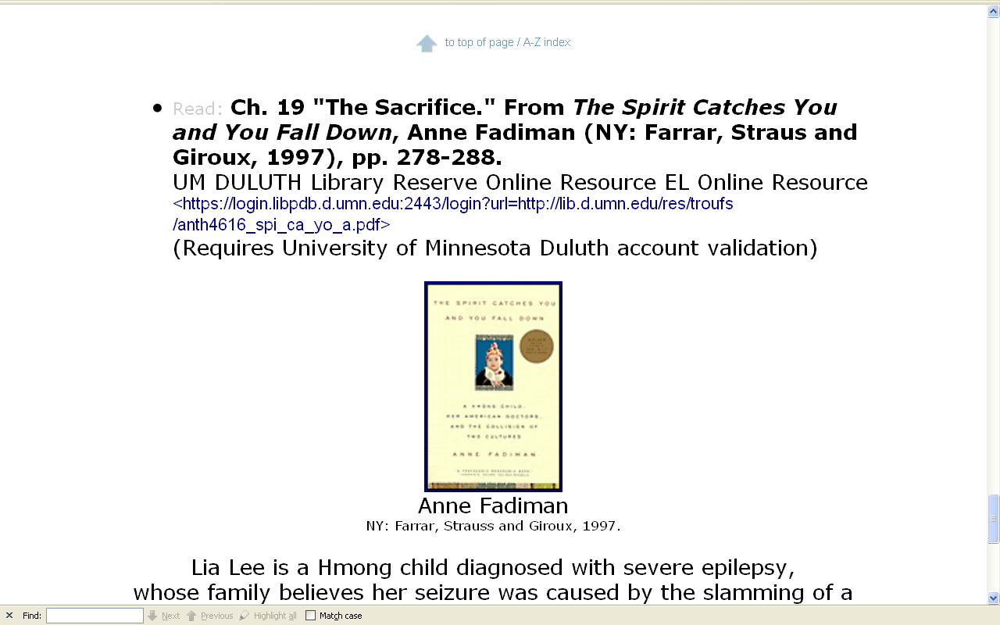 to top of page / A-Z index
• Read: Ch. 19 "The Sacrifice." From The Spirit Catches You
and You Fall Down, Anne Fadiman (NY: Farrar, Straus and
Giroux, 1997), pp. 278-288.
UM DULUTH Library Reserve Online Resource EL Online Resource
<https://login.libpdb.d.umn.edu:2443/login?url=http://lib.d.umn.edu/res/troufs
/anth4616_spi_ca_yo_a.pdf>
(Requires University of Minnesota Duluth account validation)
THE SPIRIT CATCHES YOU
AND YOU FALL DOWN
A HMONG CHILD,
HER AMERICAN DOCTORS,
AND THE COLLISION OF
TWO CULTURES
ANNE FADIMAN
Anne Fadiman
NY: Farrar, Strauss and Giroux, 1997.
Lia Lee is a Hmong child diagnosed with severe epilepsy,
whose family believes her seizure was caused by the slamming of a
Find: Next Previous Highlight all Match case